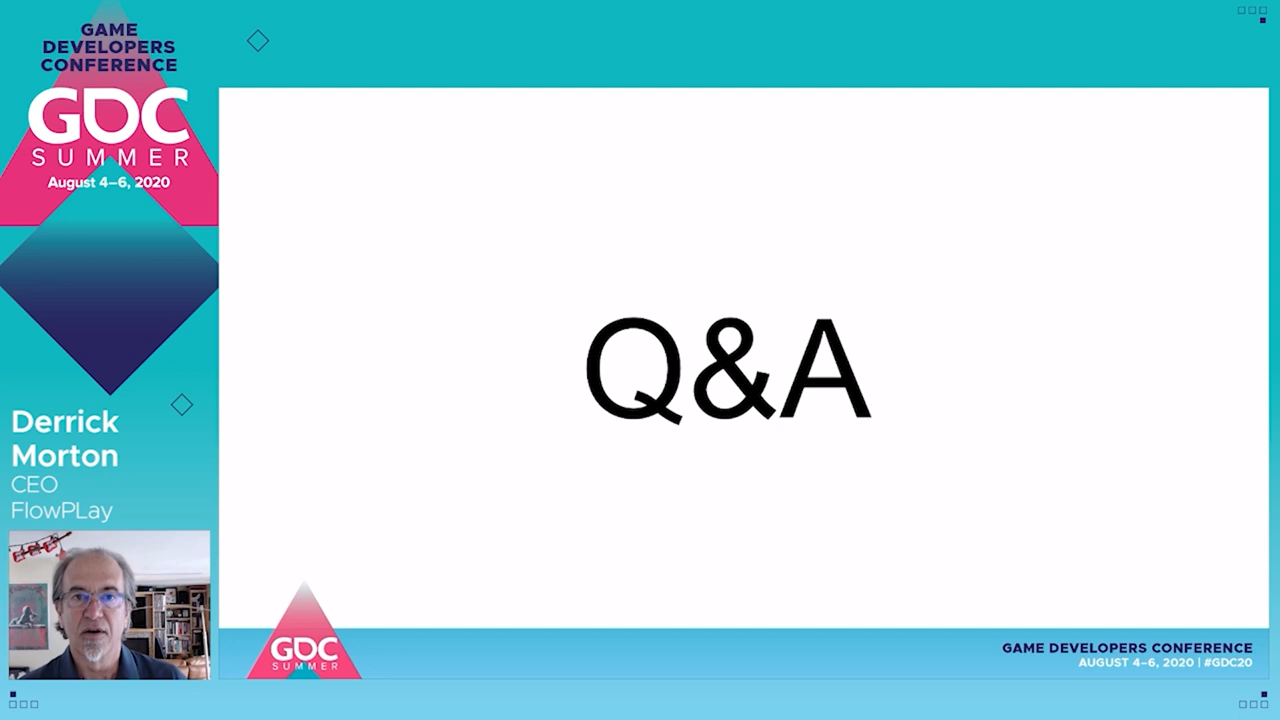 GAME
DEVELOPERS
CONFERENCE
GDC
SUMMER
August 4–6, 2020
Derrick
Morton
CEO
FlowPLay
Q&A
GDC
SUMMER
GAME DEVELOPERS CONFERENCE
AUGUST 4–6, 2020 | #GDC20